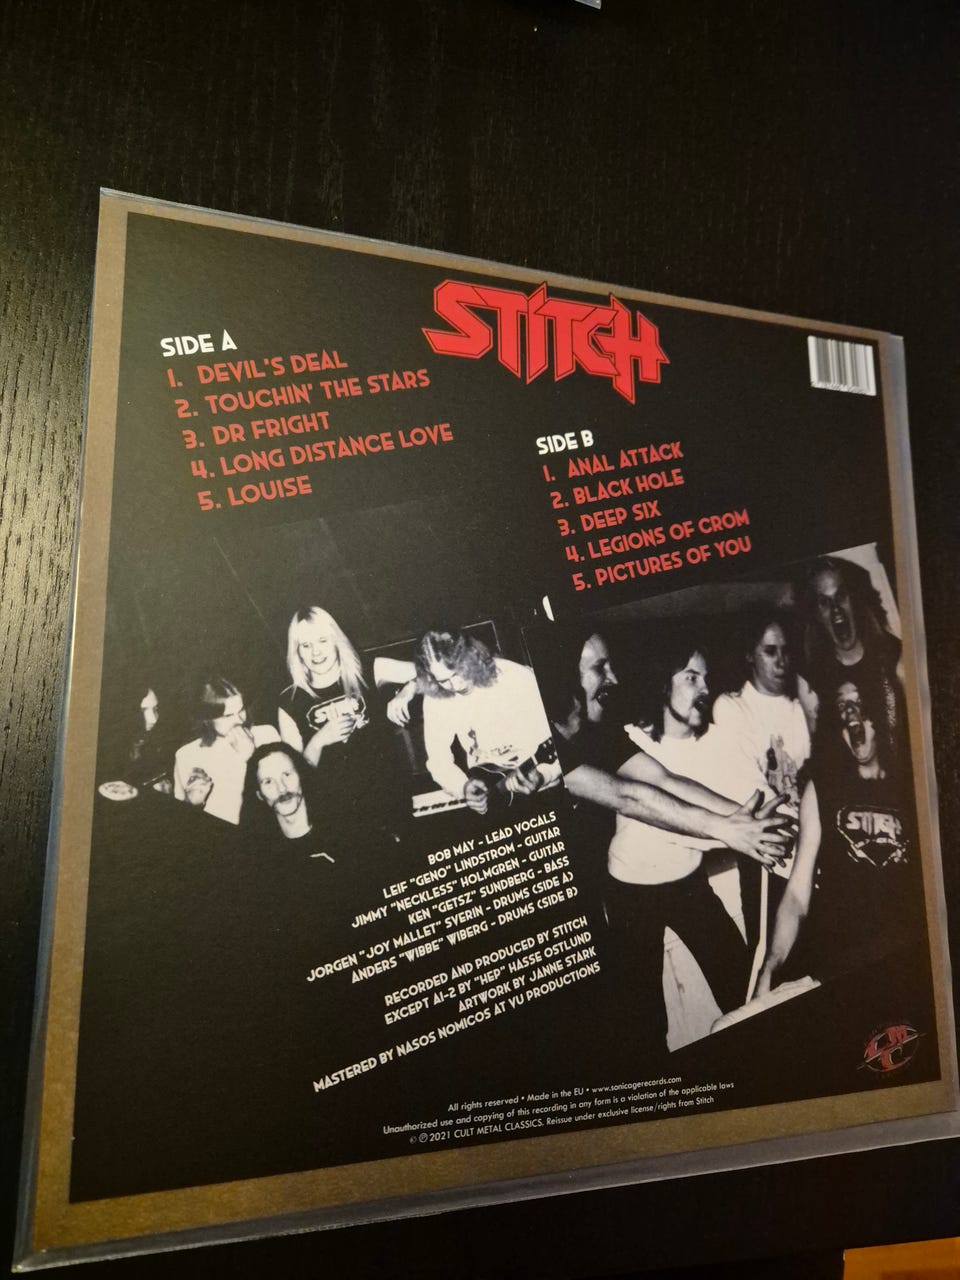 STITCH
SIDE A
1. DEVIL'S DEAL
2. TOUCHIN' THE STARS
3. DR FRIGHT
4. LONG DISTANCE LOVE
5. LOUISE
SIDE B
1. ANAL ATTACK
2. BLACK HOLE
3. DEEP SIX
4. LEGIONS OF CROM
5. PICTURES OF YOU
STITCH
BOB MAY - LEAD VOCALS
LEIF "GENO" LINDSTROM - GUITAR
JIMMY "NECKLESS" HOLMGREN - GUITAR
KEN "GETSZ" SUNDBERG - BASS
JORGEN "JOY MALLET" SVERIN - DRUMS (SIDE A)
ANDERS "WIBBE" WIBERG - DRUMS (SIDE B)
RECORDED AND PRODUCED BY STITCH
EXCEPT A1-2 BY "HEP" HASSE OSTLUND
ARTWORK BY JANNE STARK
MASTERED BY NASOS NOMICOS AT VU PRODUCTIONS
CMC
All rights reserved • Made in the EU • www.sonicagerecords.com
Unauthorized use and copying of this recording in any form is a violation of the applicable laws
© ℗ 2021 CULT METAL CLASSICS. Reissue under exclusive license/rights from Stitch